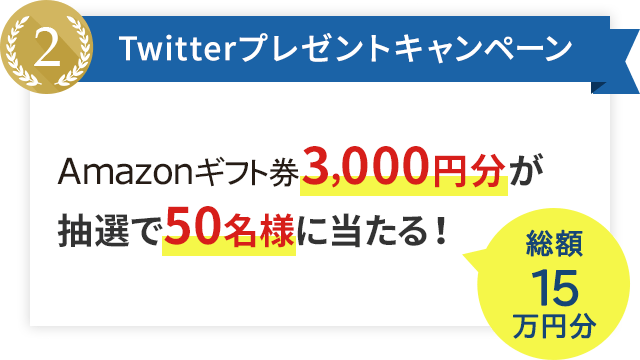 2
Twitterプレゼントキャンペーン
Amazonギフト券3,000円分が
抽選で50名様に当たる！
総額
15
万円分